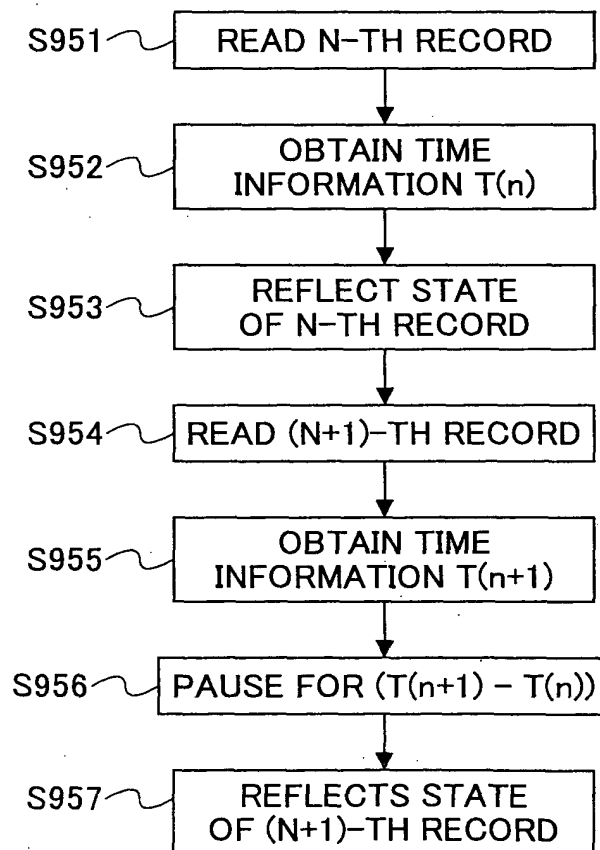 S951 READ N-TH RECORD
S952 OBTAIN TIME
INFORMATION T(n)
S953 REFLECT STATE
OF N-TH RECORD
S954 READ (N+1)-TH RECORD
S955 OBTAIN TIME
INFORMATION T(n+1)
S956 PAUSE FOR (T(n+1) - T(n))
S957 REFLECTS STATE
OF (N+1)-TH RECORD